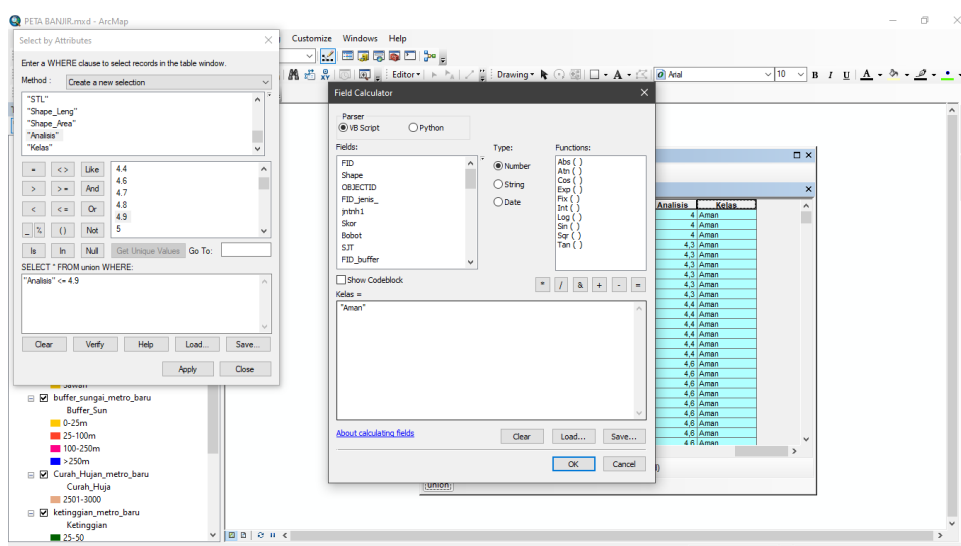 PETA BANJIR.mxd - ArcMap
Customize Windows Help
Editor
Drawing
A
Arial
10
B I U A
Select by Attributes
Enter a WHERE clause to select records in the table window.
Method : Create a new selection
"STL"
"Shape_Leng"
"Shape_Area"
"Analisis"
"Kelas"
= < > Like
> > = And
< < = Or
_ % ( ) Not
Is In Null Get Unique Values Go To:
4.4
4.6
4.7
4.8
4.9
5
SELECT * FROM union WHERE:
"Analisis" <= 4.9
Clear Verify Help Load... Save...
Apply Close
Sawah
buffer_sungai_metro_baru
Buffer_Sun
0-25m
25-100m
100-250m
>250m
Curah_Hujan_metro_baru
Curah_Huja
2501-3000
ketinggian_metro_baru
Ketinggian
25-50
Field Calculator
Parser
VB Script Python
Fields: Type: Functions:
FID
Shape
OBJECTID
FID_jenis_
jntnh1
Skor
Bobot
SJT
FID_buffer
Number
String
Date
Abs ( )
Atn ( )
Cos ( )
Exp ( )
Fix ( )
Int ( )
Log ( )
Sin ( )
Sqr ( )
Tan ( )
Show Codeblock
* / & + - =
Kelas =
"Aman"
About calculating fields
Clear Load... Save...
OK Cancel
Analisis Kelas
4 Aman
4 Aman
4 Aman
4,3 Aman
4,3 Aman
4,3 Aman
4,3 Aman
4,3 Aman
4,3 Aman
4,4 Aman
4,4 Aman
4,4 Aman
4,4 Aman
4,4 Aman
4,4 Aman
4,6 Aman
4,6 Aman
4,6 Aman
4,6 Aman
4,6 Aman
4,6 Aman
4,6 Aman
4,6 Aman
4,6 Aman
union